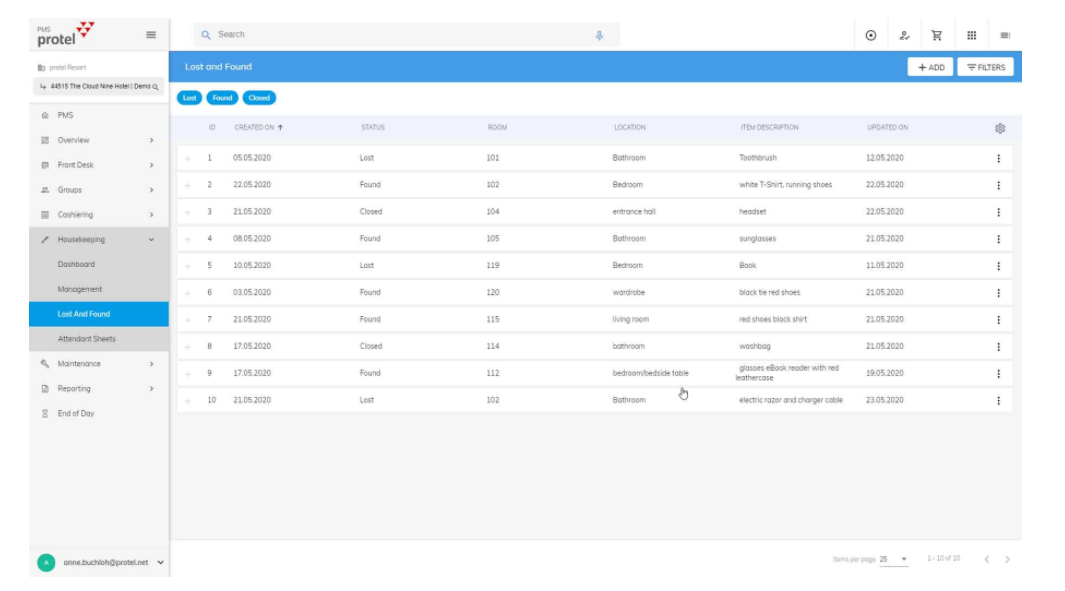 PMS
protel
Search
protel Resort
44515 The Cloud Nine Hotel | Demo
Lost and Found
+ ADD
FILTERS
Lost Found Closed
PMS
Overview
Front Desk
Groups
Cashiering
Housekeeping
Dashboard
Management
Lost And Found
Attendant Sheets
Maintenance
Reporting
End of Day
ID CREATED ON STATUS ROOM LOCATION ITEM DESCRIPTION UPDATED ON
1 05.05.2020 Lost 101 Bathroom Toothbrush 12.05.2020
2 22.05.2020 Found 102 Bedroom white T-Shirt, running shoes 22.05.2020
3 21.05.2020 Closed 104 entrance hall headset 22.05.2020
4 08.05.2020 Found 105 Bathroom sunglasses 21.05.2020
5 10.05.2020 Lost 119 Bedroom Book 11.05.2020
6 03.05.2020 Found 120 wardrobe black tie red shoes 21.05.2020
7 21.05.2020 Found 115 living room red shoes black shirt 21.05.2020
8 17.05.2020 Closed 114 bathroom washbag 21.05.2020
9 17.05.2020 Found 112 bedroom/bedside table glasses eBook reader with red 19.05.2020
leathercase
10 21.05.2020 Lost 102 Bathroom electric razor and charger cable 23.05.2020
A anne.buchloh@protel.net
Items per page 25 1 - 10 of 10